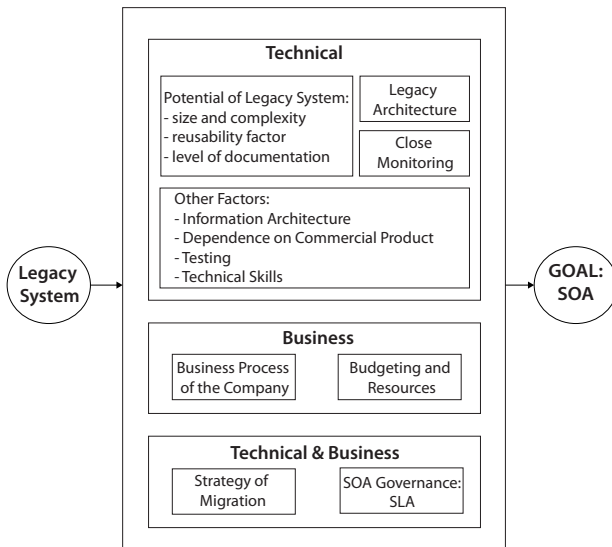 Technical
Potential of Legacy System:
- size and complexity
- reusability factor
- level of documentation
Legacy
Architecture
Close
Monitoring
Other Factors:
- Information Architecture
- Dependence on Commercial Product
- Testing
- Technical Skills
Legacy
System
GOAL:
SOA
Business
Business Process
of the Company
Budgeting and
Resources
Technical & Business
Strategy of
Migration
SOA Governance:
SLA